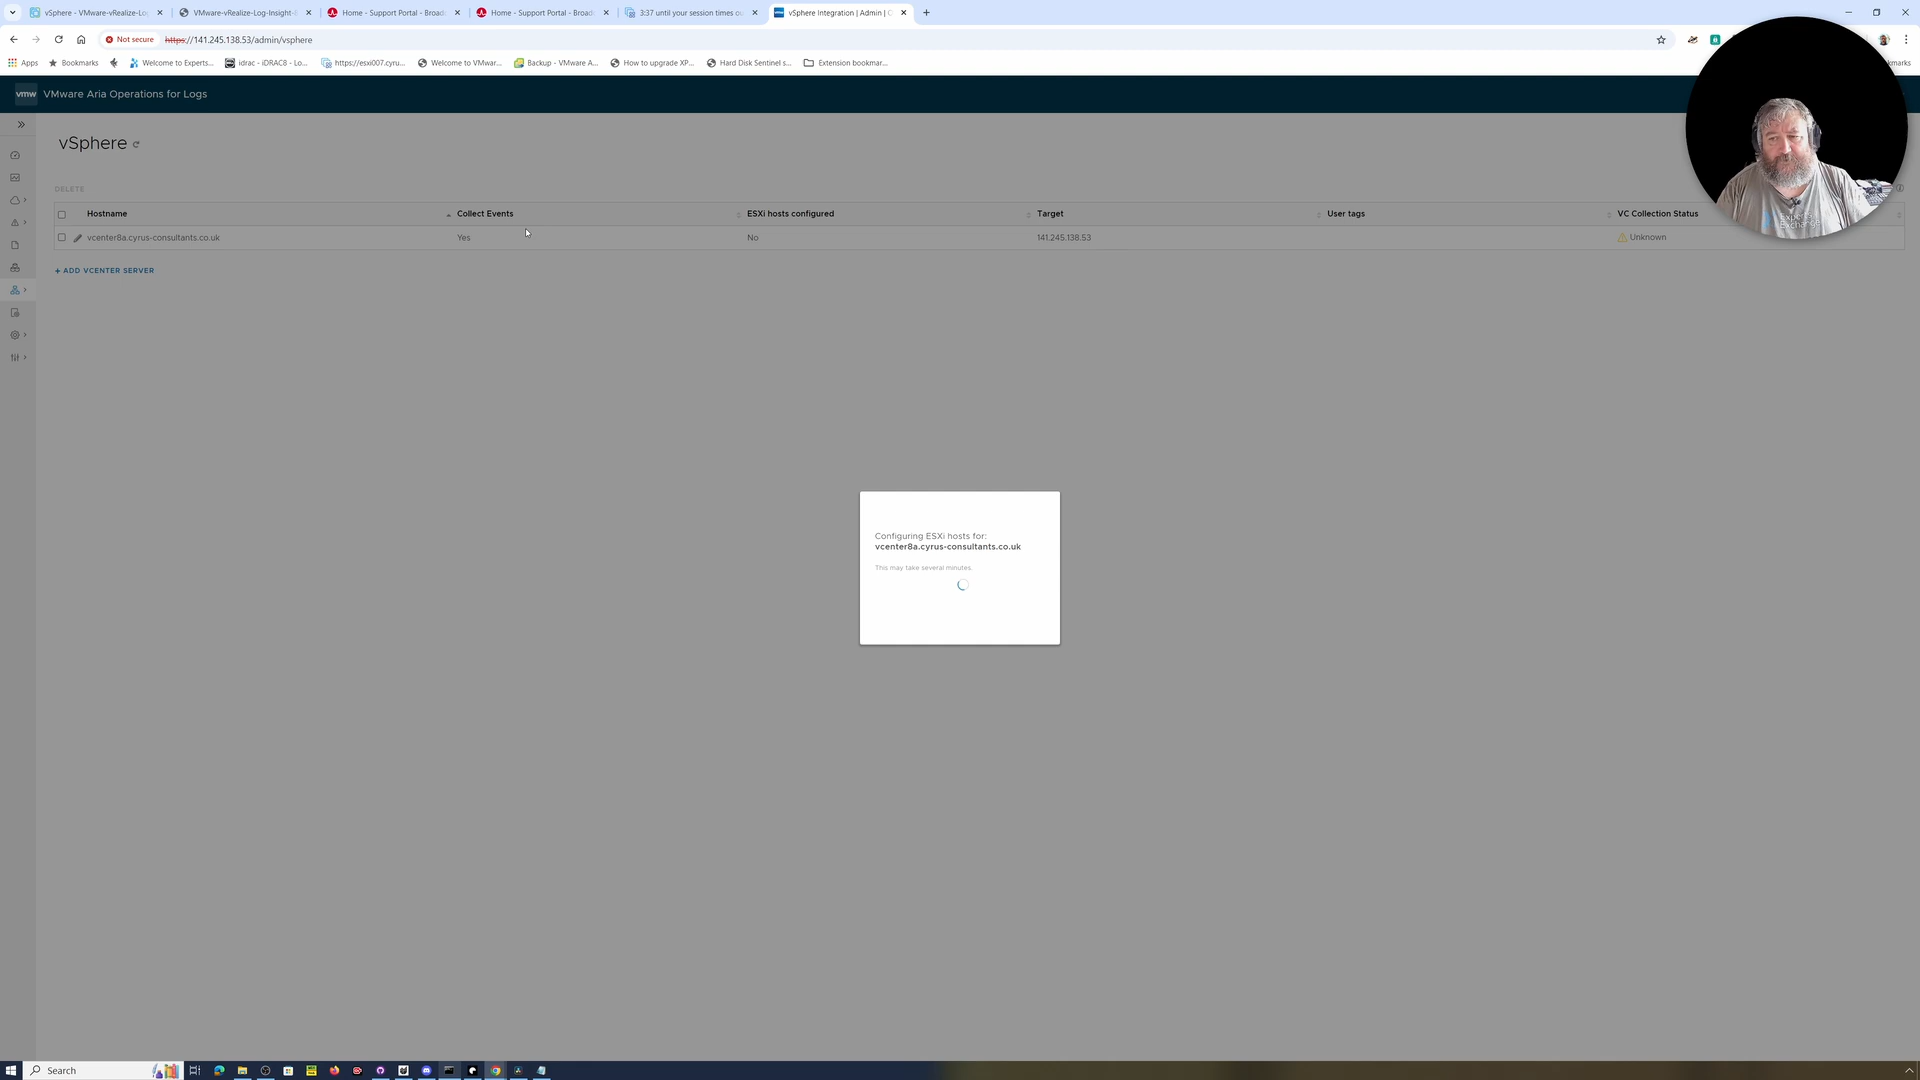 vSphere - VMware-vRealize-Lo
VMware-vRealize-Log-Insight-
Home - Support Portal - Broad
Home - Support Portal - Broad
3:37 until your session times ou
vSphere Integration | Admin |
Not secure
https://141.245.138.53/admin/vsphere
Apps
Bookmarks
Welcome to Experts...
idrac - iDRAC8 - Lo...
https://esxi007.cyru...
Welcome to VMwar...
Backup - VMware A...
How to upgrade XP...
Hard Disk Sentinel s...
Extension bookmar...
kmarks
vmw
VMware Aria Operations for Logs
vSphere
DELETE
Hostname
Collect Events
ESXi hosts configured
Target
User tags
VC Collection Status
vcenter8a.cyrus-consultants.co.uk
Yes
No
141.245.138.53
Unknown
+ ADD VCENTER SERVER
Experts
Exchange
Configuring ESXi hosts for:
vcenter8a.cyrus-consultants.co.uk
This may take several minutes.
Search